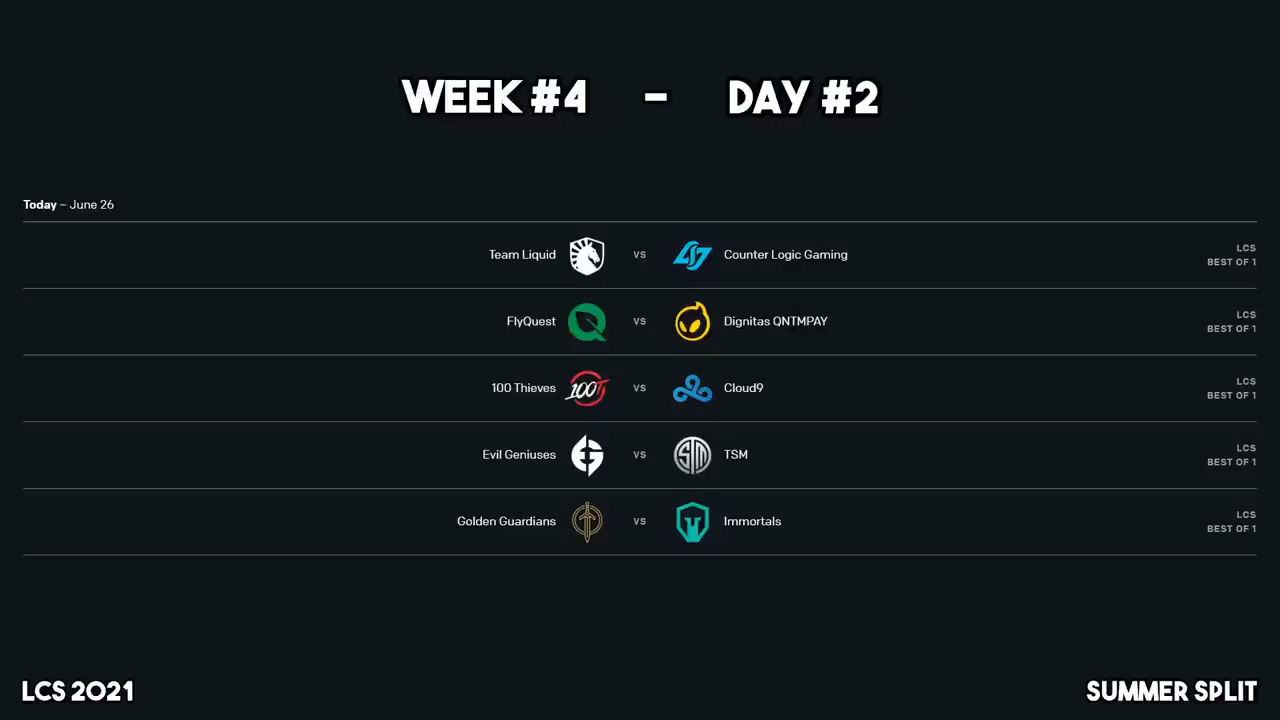 WEEK #4 - DAY #2
Today – June 26
Team Liquid VS Counter Logic Gaming LCS
BEST OF 1
FlyQuest VS Dignitas QNTMPAY LCS
BEST OF 1
100 Thieves 100T VS Cloud9 LCS
BEST OF 1
Evil Geniuses VS TSM LCS
BEST OF 1
Golden Guardians VS Immortals LCS
BEST OF 1
LCS 2021 SUMMER SPLIT